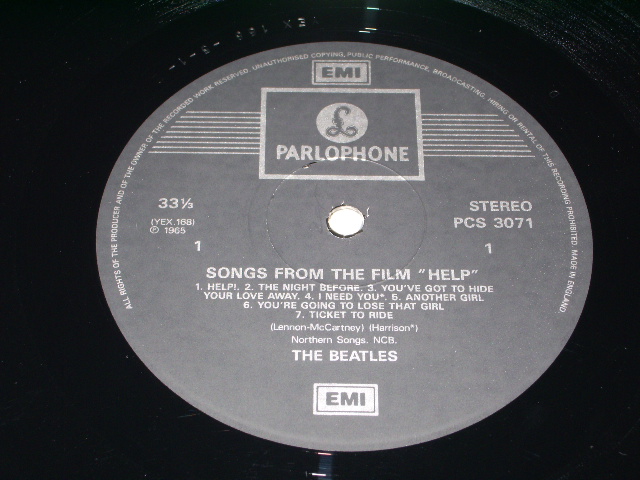 EMI
ALL RIGHTS OF THE PRODUCER AND OF THE OWNER OF THE RECORDED WORK RESERVED. UNAUTHORISED COPYING, PUBLIC PERFORMANCE, BROADCASTING, HIRING OR RENTAL OF THIS RECORDING PROHIBITED. MADE IN ENGLAND.
£
PARLOPHONE
33⅓
(YEX.168)
℗ 1965
1
STEREO
PCS 3071
1
SONGS FROM THE FILM "HELP"
1. HELP!. 2. THE NIGHT BEFORE. 3. YOU'VE GOT TO HIDE
YOUR LOVE AWAY. 4. I NEED YOU*. 5. ANOTHER GIRL
6. YOU'RE GOING TO LOSE THAT GIRL
7. TICKET TO RIDE
(Lennon-McCartney) (Harrison*)
Northern Songs. NCB.
THE BEATLES
EMI